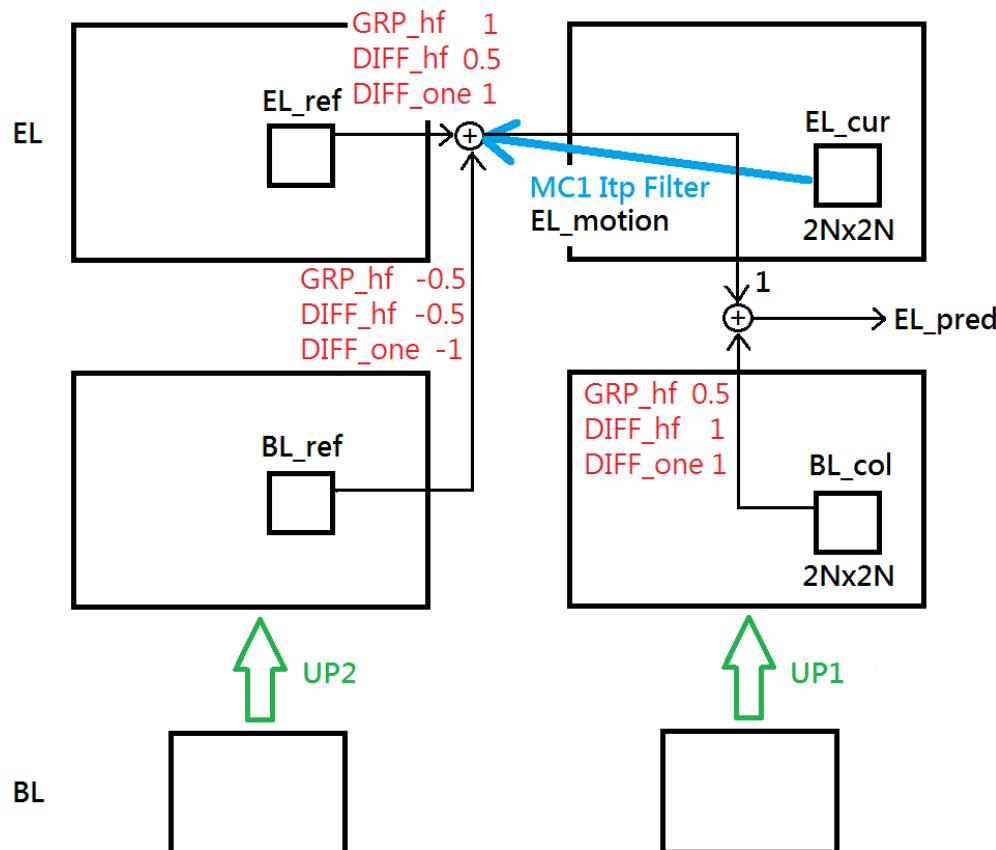 GRP_hf 1
DIFF_hf 0.5
DIFF_one 1
EL_ref
EL
EL_cur
MC1 Itp Filter
EL_motion
2Nx2N
GRP_hf -0.5
DIFF_hf -0.5
DIFF_one -1
1
EL_pred
GRP_hf 0.5
DIFF_hf 1
DIFF_one 1
BL_ref
BL_col
2Nx2N
UP2
UP1
BL